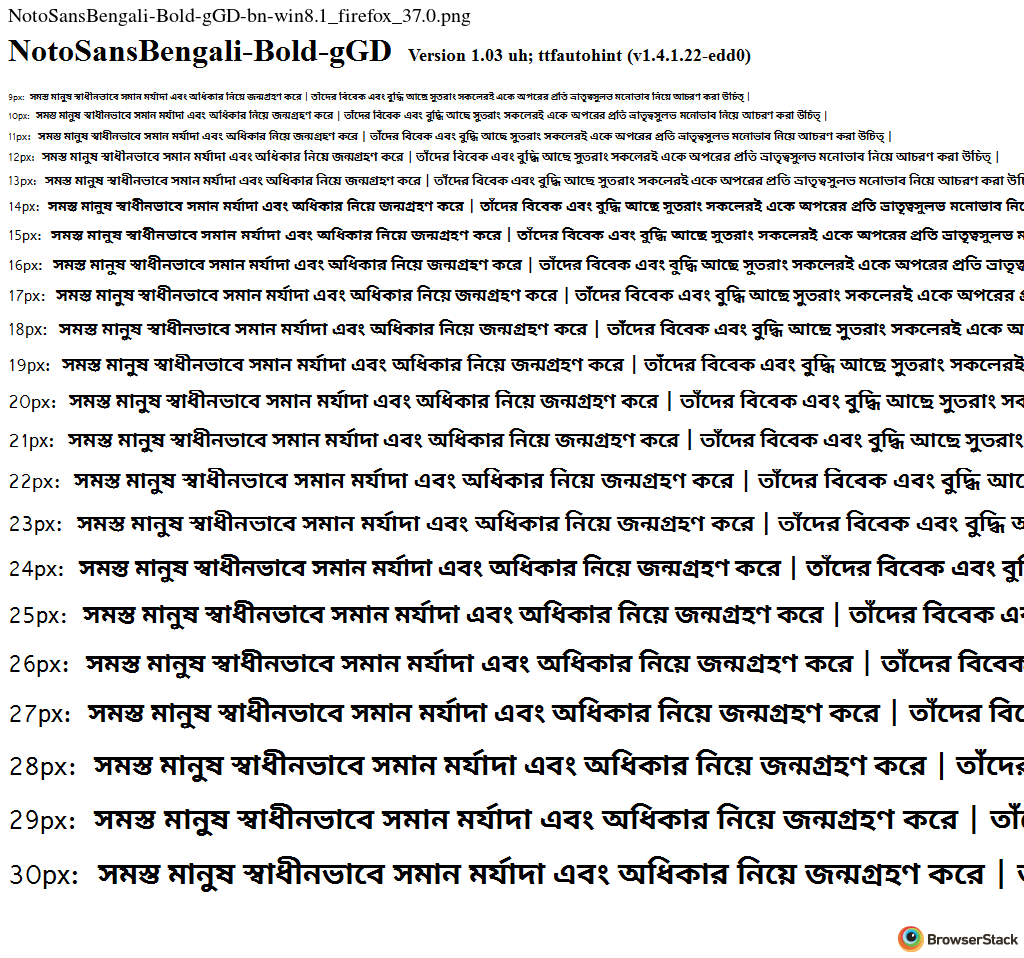 NotoSansBengali-Bold-gGD-bn-win8.1_firefox_37.0.png
NotoSansBengali-Bold-gGD Version 1.03 uh; ttfautohint (v1.4.1.22-edd0)
9px: সমস্ত মানুষ স্বাধীনভাবে সমান মর্যাদা এবং অধিকার নিয়ে জন্মগ্রহণ করে | তাঁদের বিবেক এবং বুদ্ধি আছে সুতরাং সকলেরই একে অপরের প্রতি ভ্রাতৃত্বসুলভ মনোভাব নিয়ে আচরণ করা উচিত্ |
10px: সমস্ত মানুষ স্বাধীনভাবে সমান মর্যাদা এবং অধিকার নিয়ে জন্মগ্রহণ করে | তাঁদের বিবেক এবং বুদ্ধি আছে সুতরাং সকলেরই একে অপরের প্রতি ভ্রাতৃত্বসুলভ মনোভাব নিয়ে আচরণ করা উচিত্ |
11px: সমস্ত মানুষ স্বাধীনভাবে সমান মর্যাদা এবং অধিকার নিয়ে জন্মগ্রহণ করে | তাঁদের বিবেক এবং বুদ্ধি আছে সুতরাং সকলেরই একে অপরের প্রতি ভ্রাতৃত্বসুলভ মনোভাব নিয়ে আচরণ করা উচিত্ |
12px: সমস্ত মানুষ স্বাধীনভাবে সমান মর্যাদা এবং অধিকার নিয়ে জন্মগ্রহণ করে | তাঁদের বিবেক এবং বুদ্ধি আছে সুতরাং সকলেরই একে অপরের প্রতি ভ্রাতৃত্বসুলভ মনোভাব নিয়ে আচরণ করা উচিত্ |
13px: সমস্ত মানুষ স্বাধীনভাবে সমান মর্যাদা এবং অধিকার নিয়ে জন্মগ্রহণ করে | তাঁদের বিবেক এবং বুদ্ধি আছে সুতরাং সকলেরই একে অপরের প্রতি ভ্রাতৃত্বসুলভ মনোভাব নিয়ে আচরণ করা
14px: সমস্ত মানুষ স্বাধীনভাবে সমান মর্যাদা এবং অধিকার নিয়ে জন্মগ্রহণ করে | তাঁদের বিবেক এবং বুদ্ধি আছে সুতরাং সকলেরই একে অপরের প্রতি ভ্রাতৃত্বসুলভ মনোভাব
15px: সমস্ত মানুষ স্বাধীনভাবে সমান মর্যাদা এবং অধিকার নিয়ে জন্মগ্রহণ করে | তাঁদের বিবেক এবং বুদ্ধি আছে সুতরাং সকলেরই একে অপরের প্রতি ভ্রাতৃত্বসুলভ
16px: সমস্ত মানুষ স্বাধীনভাবে সমান মর্যাদা এবং অধিকার নিয়ে জন্মগ্রহণ করে | তাঁদের বিবেক এবং বুদ্ধি আছে সুতরাং সকলেরই একে অপরের প্রতি
17px: সমস্ত মানুষ স্বাধীনভাবে সমান মর্যাদা এবং অধিকার নিয়ে জন্মগ্রহণ করে | তাঁদের বিবেক এবং বুদ্ধি আছে সুতরাং সকলেরই একে অপরের
18px: সমস্ত মানুষ স্বাধীনভাবে সমান মর্যাদা এবং অধিকার নিয়ে জন্মগ্রহণ করে | তাঁদের বিবেক এবং বুদ্ধি আছে সুতরাং সকলেরই একে
19px: সমস্ত মানুষ স্বাধীনভাবে সমান মর্যাদা এবং অধিকার নিয়ে জন্মগ্রহণ করে | তাঁদের বিবেক এবং বুদ্ধি আছে সুতরাং সকলেরই
20px: সমস্ত মানুষ স্বাধীনভাবে সমান মর্যাদা এবং অধিকার নিয়ে জন্মগ্রহণ করে | তাঁদের বিবেক এবং বুদ্ধি আছে সুতরাং
21px: সমস্ত মানুষ স্বাধীনভাবে সমান মর্যাদা এবং অধিকার নিয়ে জন্মগ্রহণ করে | তাঁদের বিবেক এবং বুদ্ধি আছে সুতরাং
22px: সমস্ত মানুষ স্বাধীনভাবে সমান মর্যাদা এবং অধিকার নিয়ে জন্মগ্রহণ করে | তাঁদের বিবেক এবং বুদ্ধি
23px: সমস্ত মানুষ স্বাধীনভাবে সমান মর্যাদা এবং অধিকার নিয়ে জন্মগ্রহণ করে | তাঁদের বিবেক এবং বুদ্ধি
24px: সমস্ত মানুষ স্বাধীনভাবে সমান মর্যাদা এবং অধিকার নিয়ে জন্মগ্রহণ করে | তাঁদের বিবেক এবং
25px: সমস্ত মানুষ স্বাধীনভাবে সমান মর্যাদা এবং অধিকার নিয়ে জন্মগ্রহণ করে | তাঁদের বিবেক
26px: সমস্ত মানুষ স্বাধীনভাবে সমান মর্যাদা এবং অধিকার নিয়ে জন্মগ্রহণ করে | তাঁদের বিবেক
27px: সমস্ত মানুষ স্বাধীনভাবে সমান মর্যাদা এবং অধিকার নিয়ে জন্মগ্রহণ করে | তাঁদের
28px: সমস্ত মানুষ স্বাধীনভাবে সমান মর্যাদা এবং অধিকার নিয়ে জন্মগ্রহণ করে | তাঁদের
29px: সমস্ত মানুষ স্বাধীনভাবে সমান মর্যাদা এবং অধিকার নিয়ে জন্মগ্রহণ করে |
30px: সমস্ত মানুষ স্বাধীনভাবে সমান মর্যাদা এবং অধিকার নিয়ে জন্মগ্রহণ করে |
BrowserStack